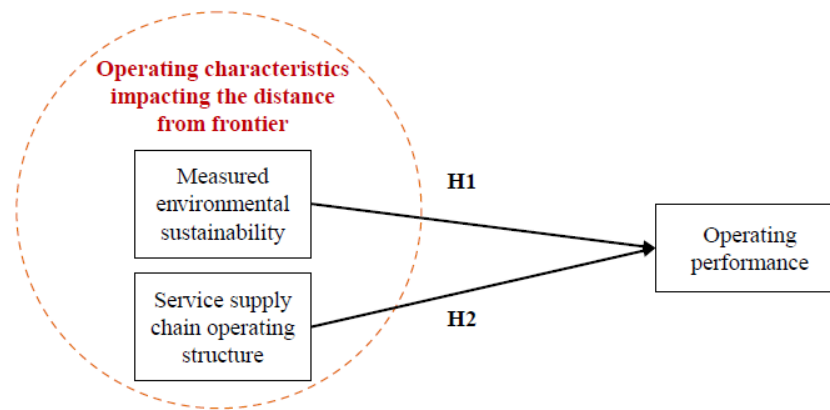 Operating characteristics
impacting the distance
from frontier
Measured
environmental
sustainability
H1
Operating
performance
Service supply
chain operating
structure
H2